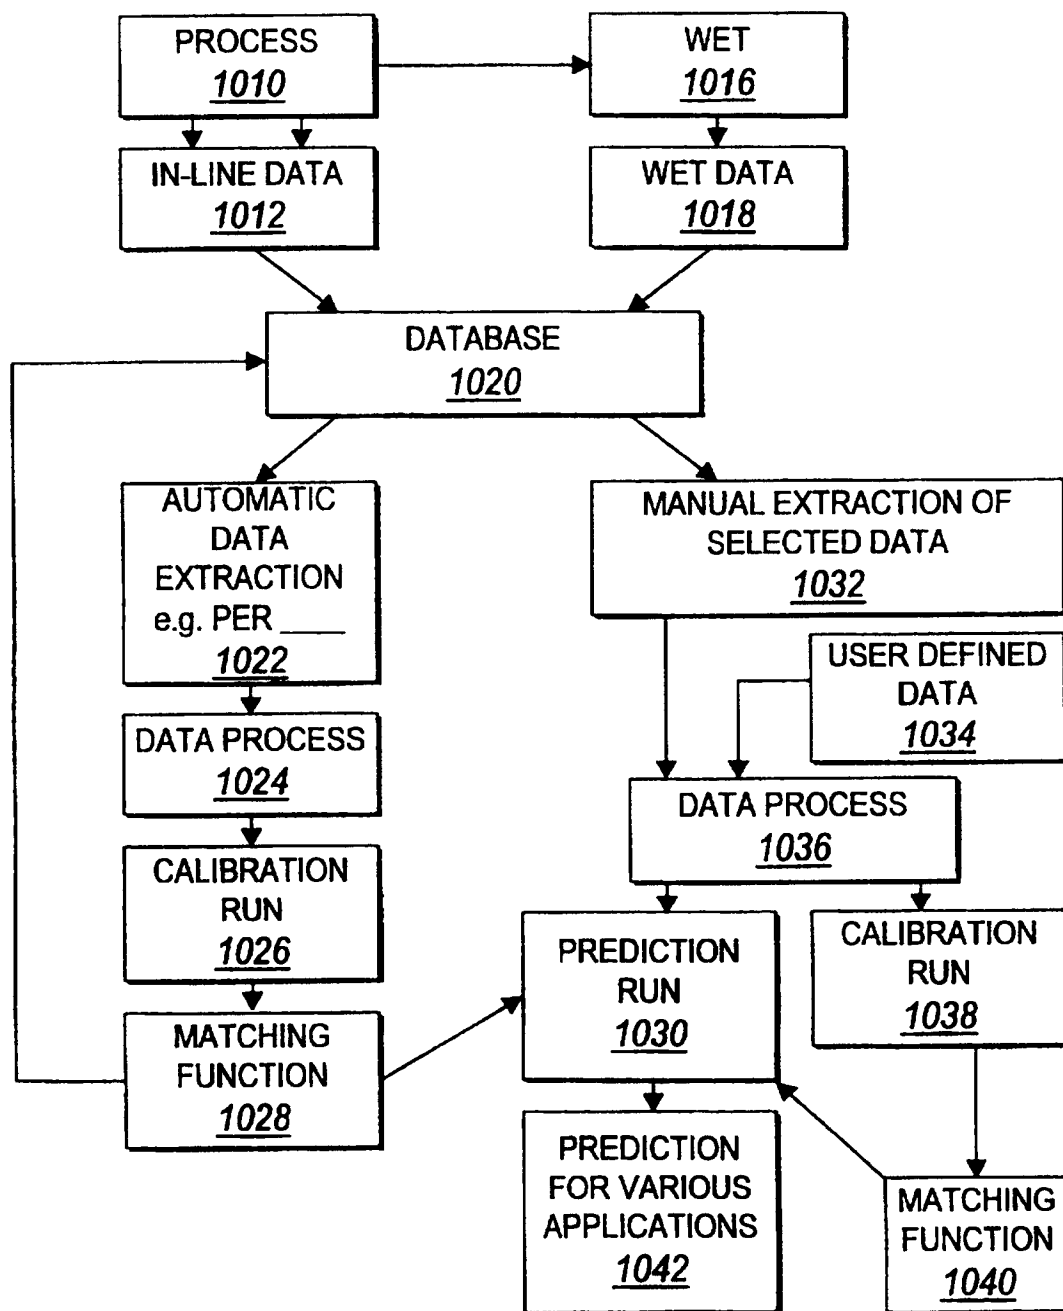 PROCESS
1010
WET
1016
IN-LINE DATA
1012
WET DATA
1018
DATABASE
1020
AUTOMATIC
DATA
EXTRACTION
e.g. PER ____
1022
MANUAL EXTRACTION OF
SELECTED DATA
1032
USER DEFINED
DATA
1034
DATA PROCESS
1024
DATA PROCESS
1036
CALIBRATION
RUN
1026
PREDICTION
RUN
1030
CALIBRATION
RUN
1038
MATCHING
FUNCTION
1028
PREDICTION
FOR VARIOUS
APPLICATIONS
1042
MATCHING
FUNCTION
1040